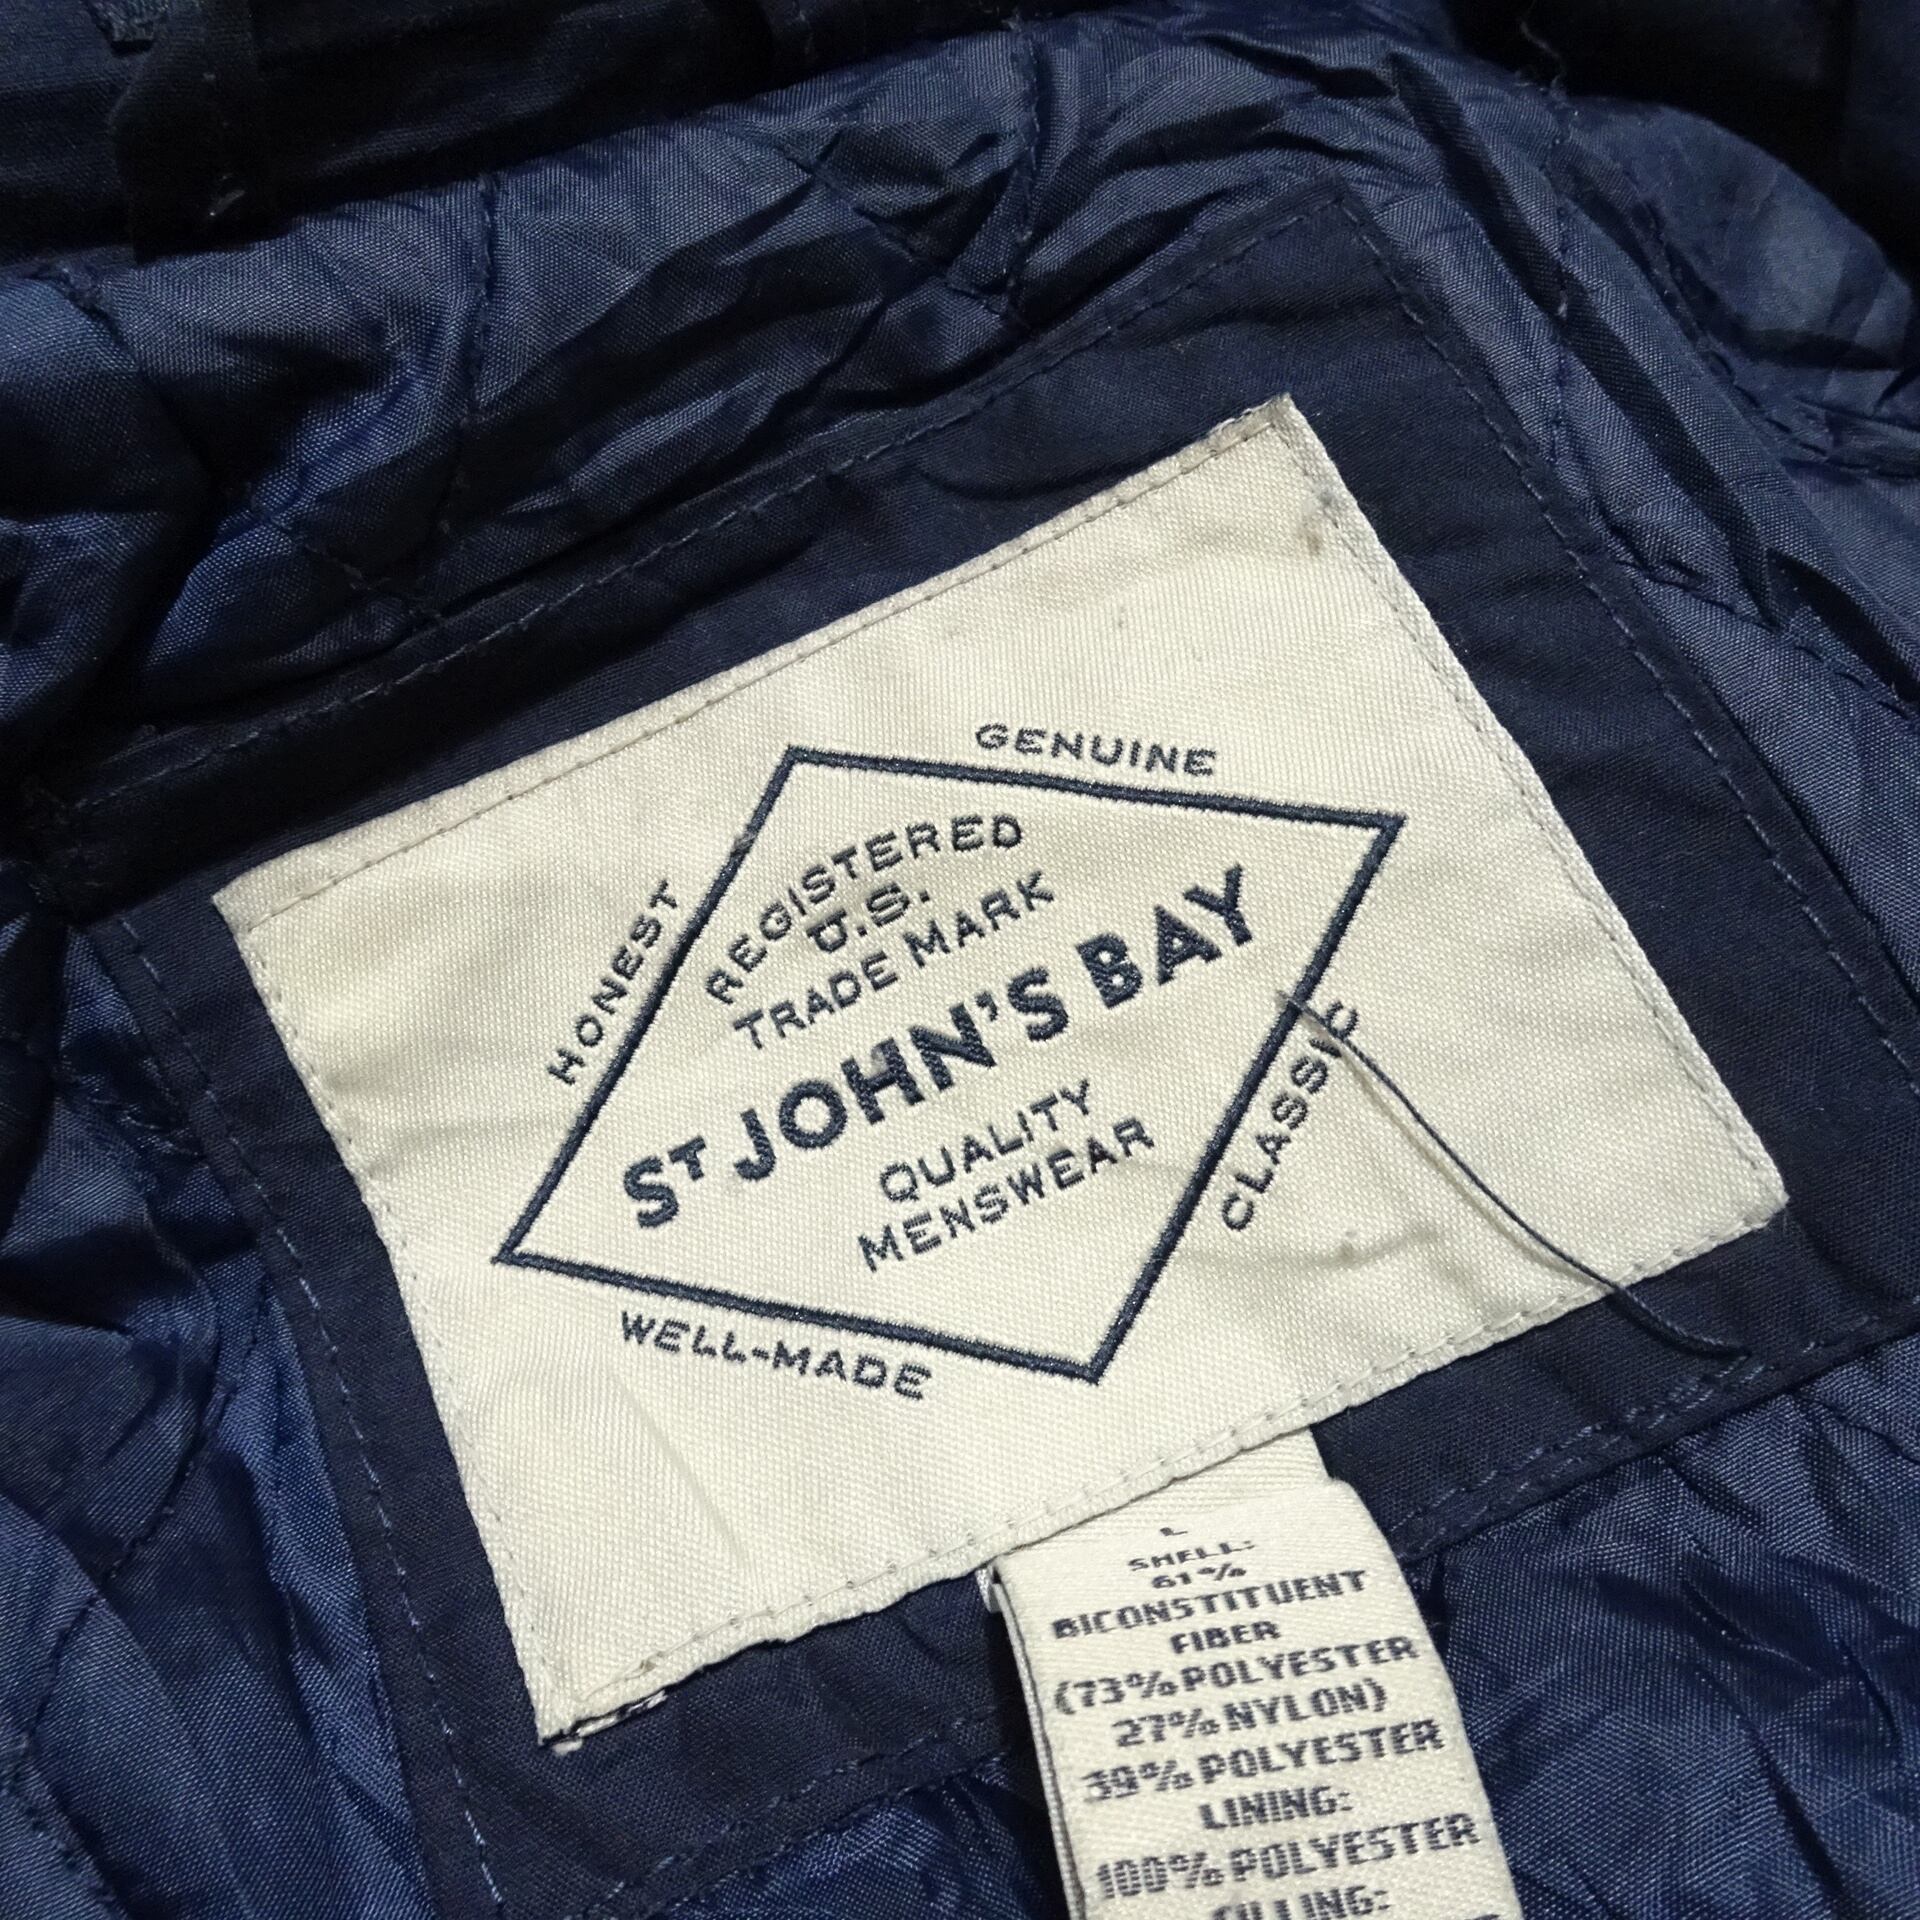 GENUINE
HONEST
REGISTERED
U.S.
TRADE MARK
ST JOHN'S BAY
QUALITY
MENSWEAR
CLASSIC
WELL-MADE
L
SHELL:
61%
BICONSTITUENT
FIBER
(73% POLYESTER
27% NYLON)
39% POLYESTER
LINING:
100% POLYESTER
FILLING: